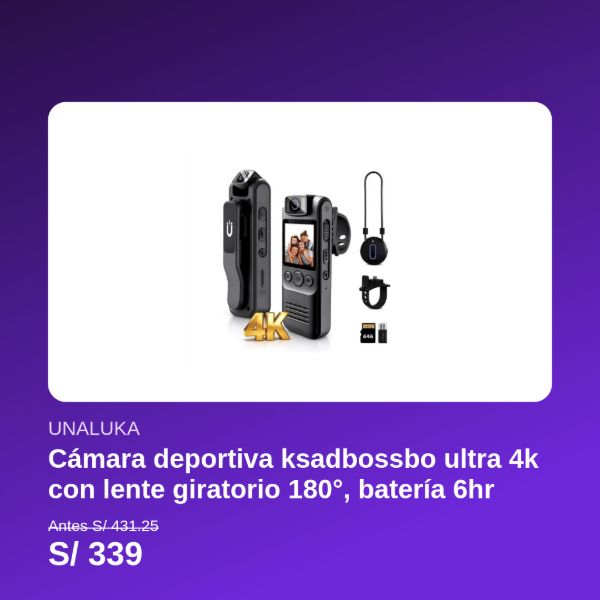 4K
64G
UNALUKA
Cámara deportiva ksadbossbo ultra 4k
con lente giratorio 180°, batería 6hr
Antes S/ 431.25
S/ 339